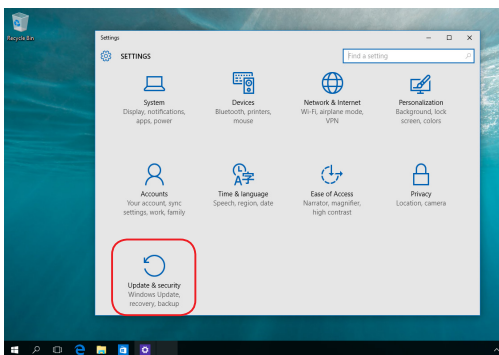 Recycle Bin
Settings
SETTINGS
Find a setting
System
Display, notifications,
apps, power
Devices
Bluetooth, printers,
mouse
Network & Internet
Wi-Fi, airplane mode,
VPN
Personalization
Background, lock
screen, colors
Accounts
Your account, sync
settings, work, family
Time & language
Speech, region, date
Ease of Access
Narrator, magnifier,
high contrast
Privacy
Location, camera
Update & security
Windows Update,
recovery, backup